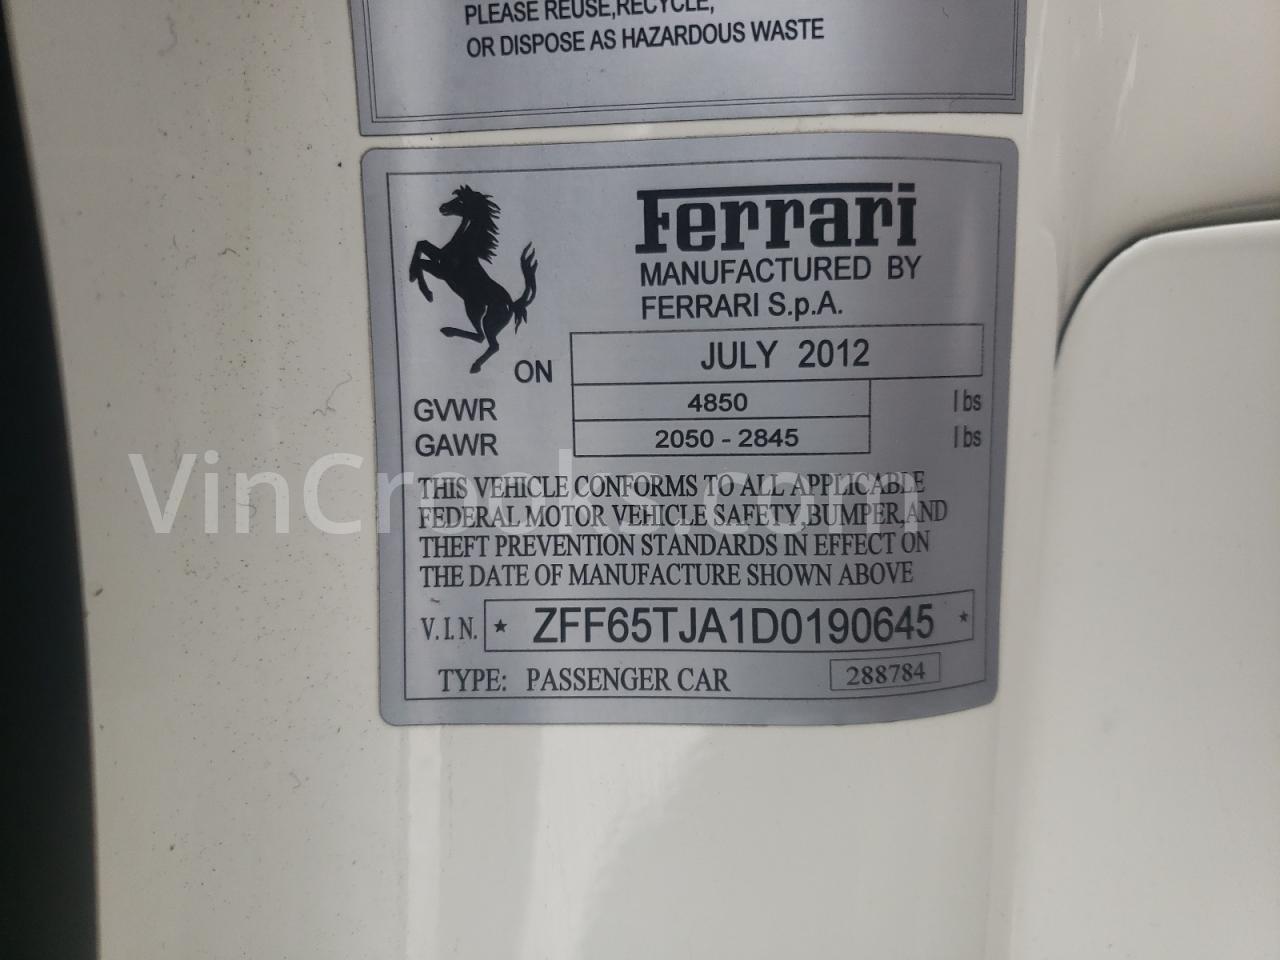 PLEASE REUSE,RECYCLE,
OR DISPOSE AS HAZARDOUS WASTE
Ferrari
MANUFACTURED BY
FERRARI S.p.A.
ON JULY 2012
GVWR 4850 lbs
GAWR 2050 - 2845 lbs
THIS VEHICLE CONFORMS TO ALL APPLICABLE
FEDERAL MOTOR VEHICLE SAFETY,BUMPER,AND
THEFT PREVENTION STANDARDS IN EFFECT ON
THE DATE OF MANUFACTURE SHOWN ABOVE
V.I.N. * ZFF65TJA1D0190645 *
TYPE: PASSENGER CAR 288784
VinCrooks.com